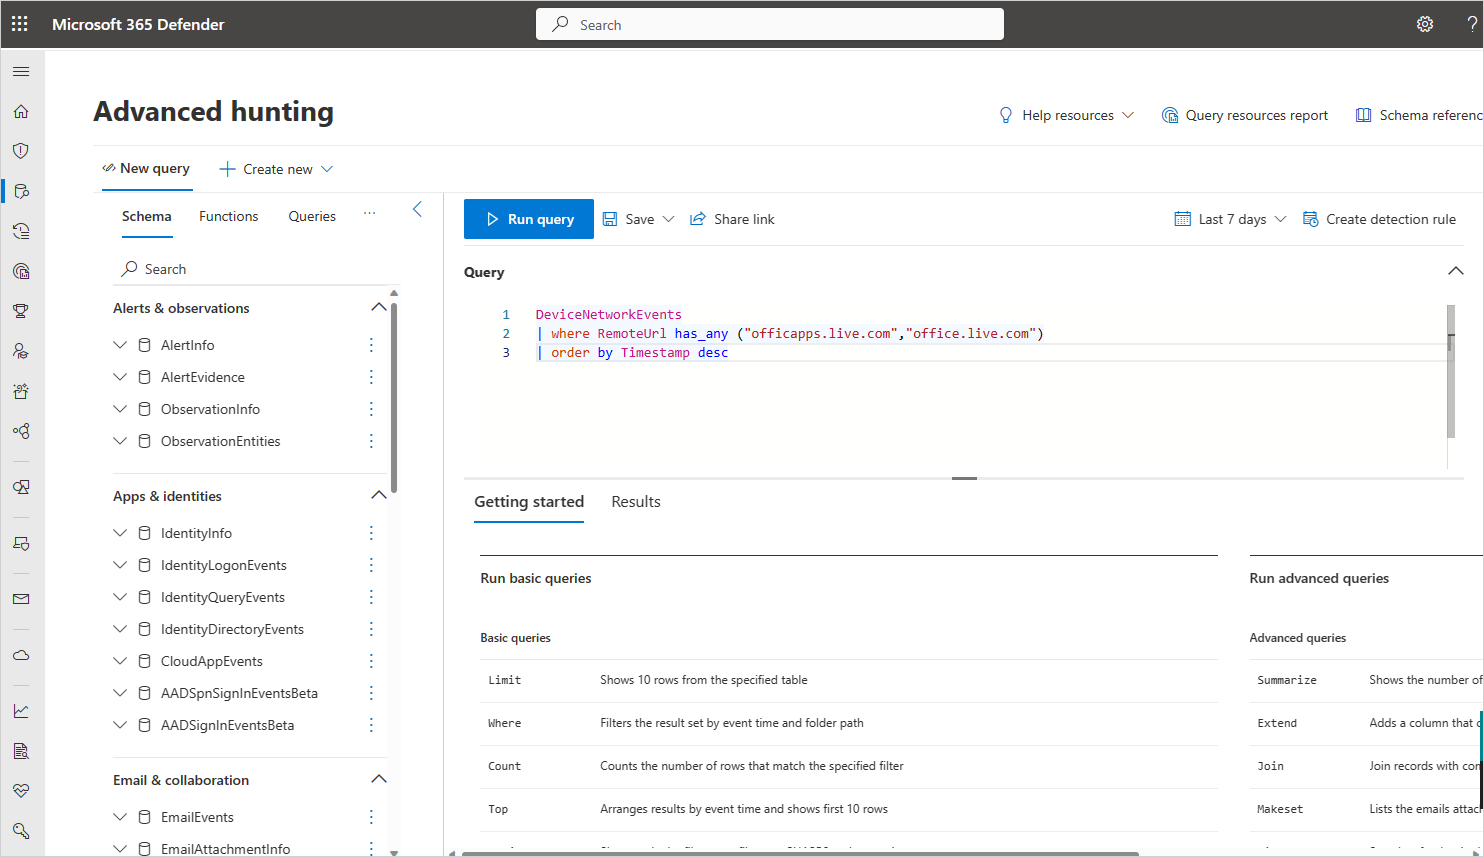 Microsoft 365 Defender
Search
?
Advanced hunting
Help resources
Query resources report
Schema referenc
New query
Create new
Schema
Functions
Queries
...
Run query
Save
Share link
Last 7 days
Create detection rule
Search
Query
Alerts & observations
AlertInfo
AlertEvidence
ObservationInfo
ObservationEntities
Apps & identities
IdentityInfo
IdentityLogonEvents
IdentityQueryEvents
IdentityDirectoryEvents
CloudAppEvents
AADSpnSignInEventsBeta
AADSignInEventsBeta
Email & collaboration
EmailEvents
EmailAttachmentInfo
1 DeviceNetworkEvents
2 | where RemoteUrl has_any ("officapps.live.com","office.live.com")
3 | order by Timestamp desc
Getting started
Results
Run basic queries
Basic queries
Limit Shows 10 rows from the specified table
Where Filters the result set by event time and folder path
Count Counts the number of rows that match the specified filter
Top Arranges results by event time and shows first 10 rows
Run advanced queries
Advanced queries
Summarize Shows the number of
Extend Adds a column that
Join Join records with com
Makeset Lists the emails attac